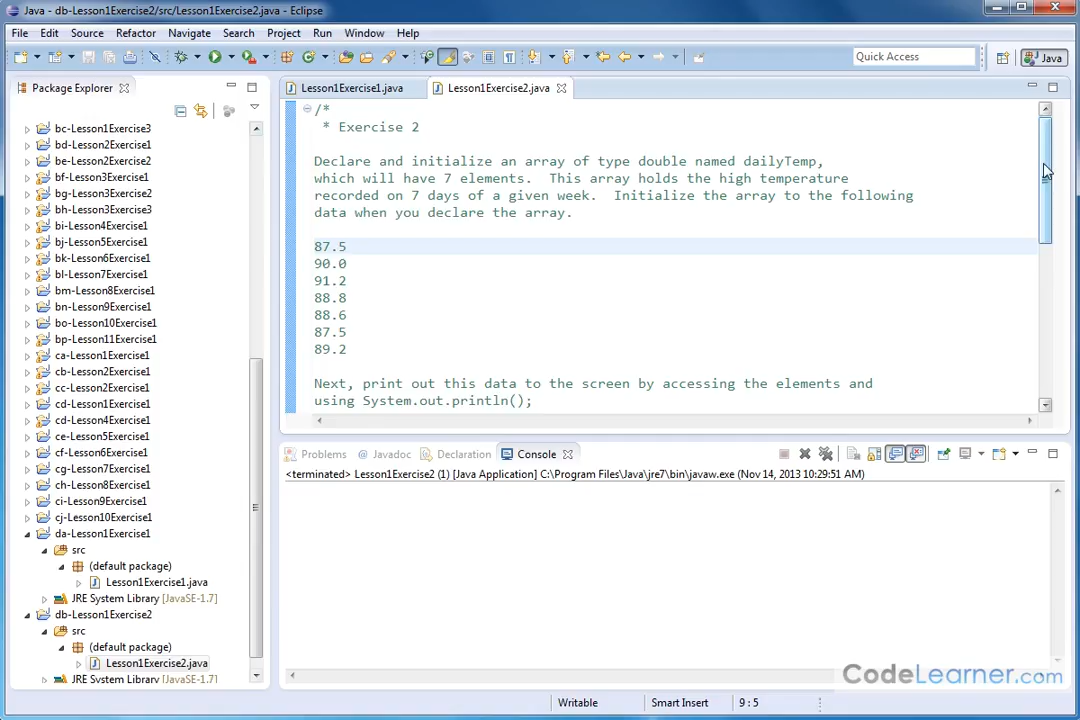 Java - db-Lesson1Exercise2/src/Lesson1Exercise2.java - Eclipse
File Edit Source Refactor Navigate Search Project Run Window Help
Quick Access
Java
Package Explorer
bc-Lesson1Exercise3
bd-Lesson2Exercise1
be-Lesson2Exercise2
bf-Lesson3Exercise1
bg-Lesson3Exercise2
bh-Lesson3Exercise3
bi-Lesson4Exercise1
bj-Lesson5Exercise1
bk-Lesson6Exercise1
bl-Lesson7Exercise1
bm-Lesson8Exercise1
bn-Lesson9Exercise1
bo-Lesson10Exercise1
bp-Lesson11Exercise1
ca-Lesson1Exercise1
cb-Lesson2Exercise1
cc-Lesson2Exercise1
cd-Lesson3Exercise1
cd-Lesson4Exercise1
ce-Lesson5Exercise1
cf-Lesson6Exercise1
cg-Lesson7Exercise1
ch-Lesson8Exercise1
ci-Lesson9Exercise1
cj-Lesson10Exercise1
da-Lesson1Exercise1
src
(default package)
Lesson1Exercise1.java
JRE System Library [JavaSE-1.7]
db-Lesson1Exercise2
src
(default package)
Lesson1Exercise2.java
JRE System Library [JavaSE-1.7]
Lesson1Exercise1.java Lesson1Exercise2.java
/*
* Exercise 2
Declare and initialize an array of type double named dailyTemp,
which will have 7 elements. This array holds the high temperature
recorded on 7 days of a given week. Initialize the array to the following
data when you declare the array.
87.5
90.0
91.2
88.8
88.6
87.5
89.2
Next, print out this data to the screen by accessing the elements and
using System.out.println();
Problems @ Javadoc Declaration Console
<terminated> Lesson1Exercise2 (1) [Java Application] C:\Program Files\Java\jre7\bin\javaw.exe (Nov 14, 2013 10:29:51 AM)
CodeLearner.com
Writable Smart Insert 9 : 5